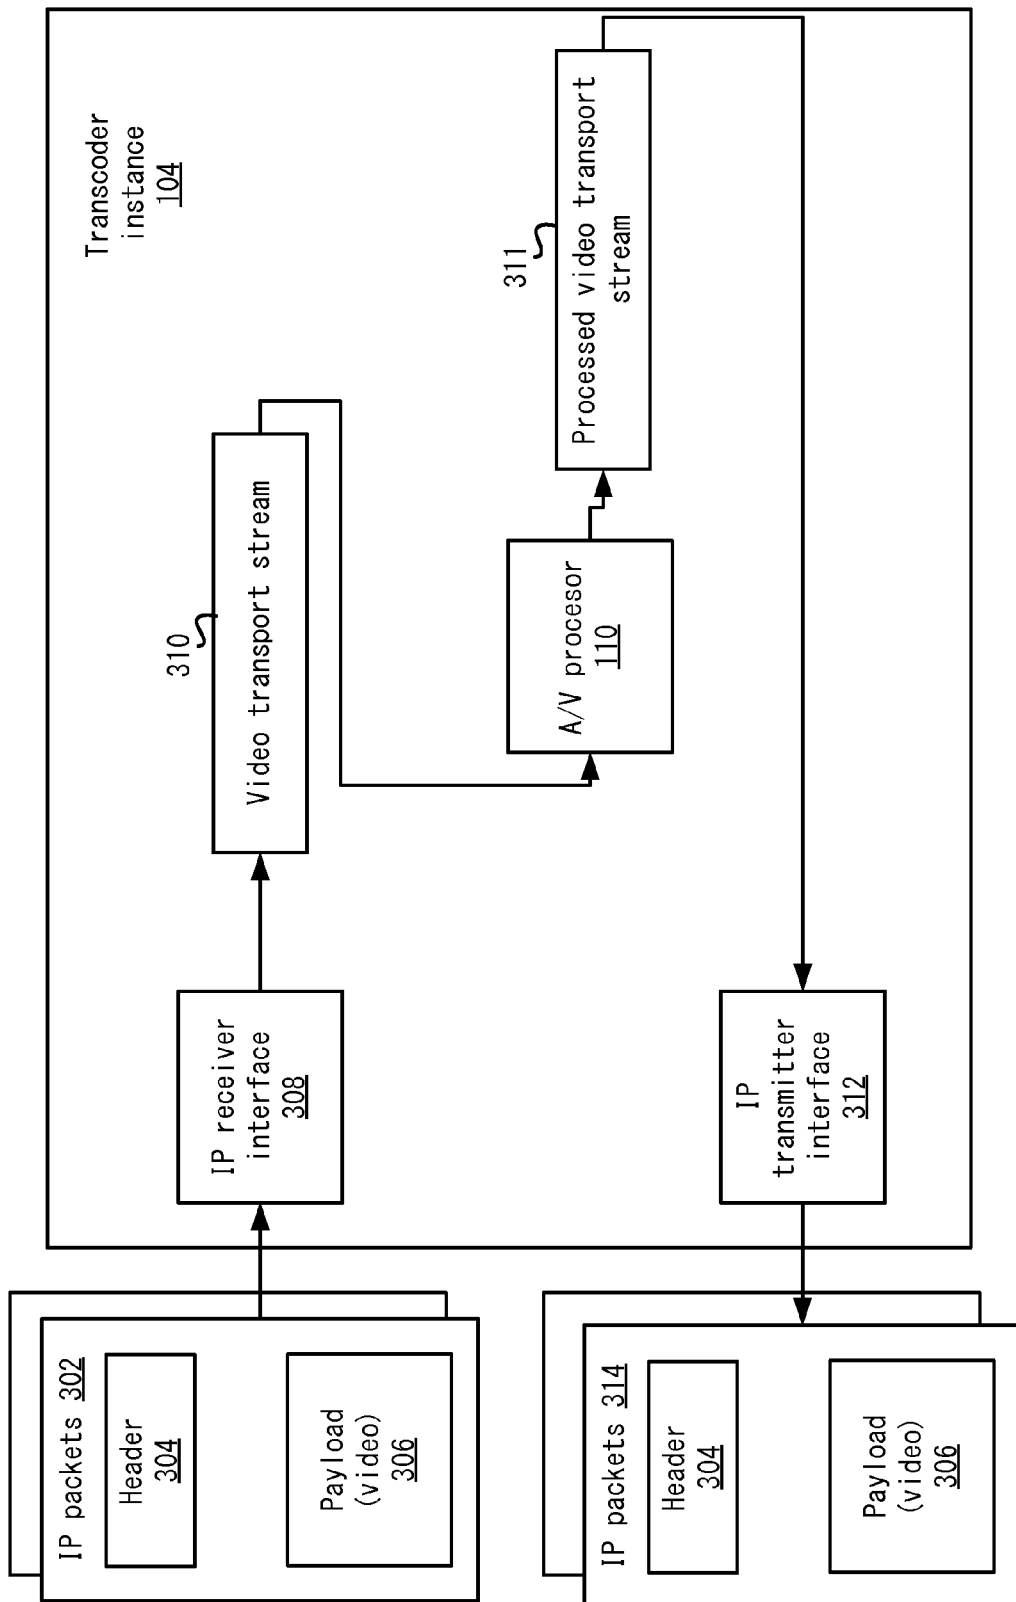 IP packets 302
Header
304
Payload
(video)
306
IP receiver
interface
308
310
Video transport stream
Transcoder
instance
104
A/V procesor
110
311
Processed video transport
stream
IP
transmitter
interface
312
IP packets 314
Header
304
Payload
(video)
306